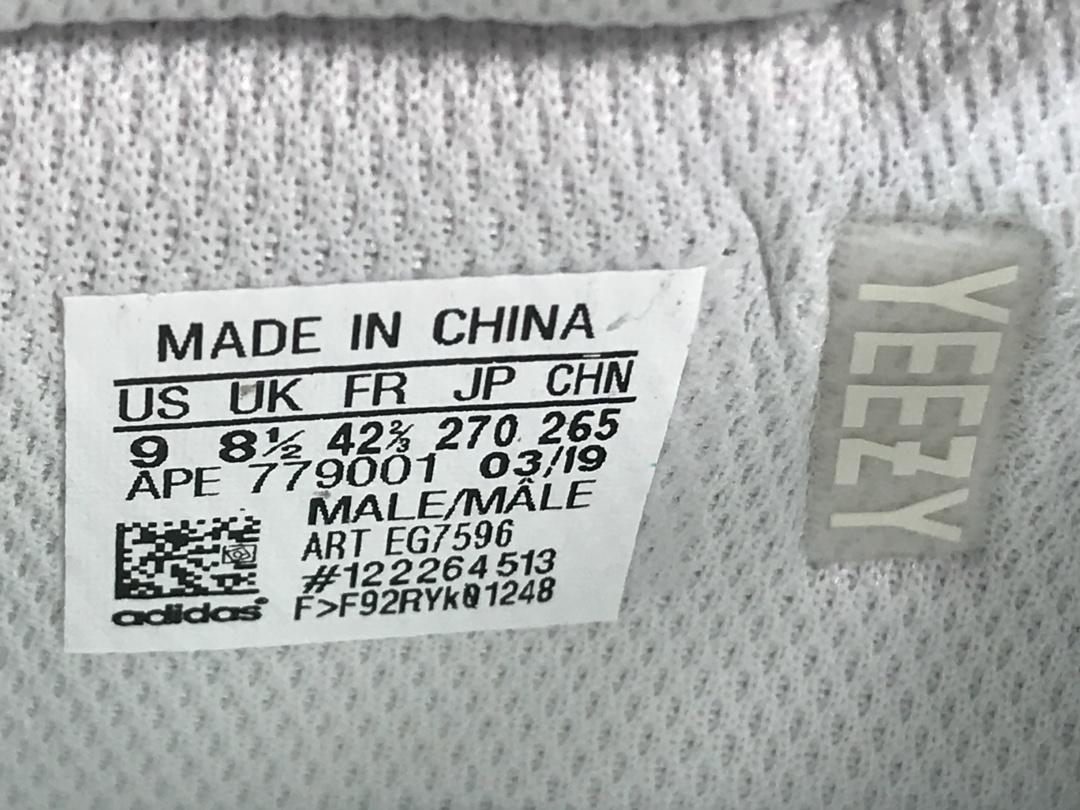 MADE IN CHINA
US UK FR JP CHN
9 8½ 42⅔ 270 265
APE 779001 03/19
MALE/MÂLE
ART EG7596
#122264513
F>F92RYkQ1248
adidas
YEEZY